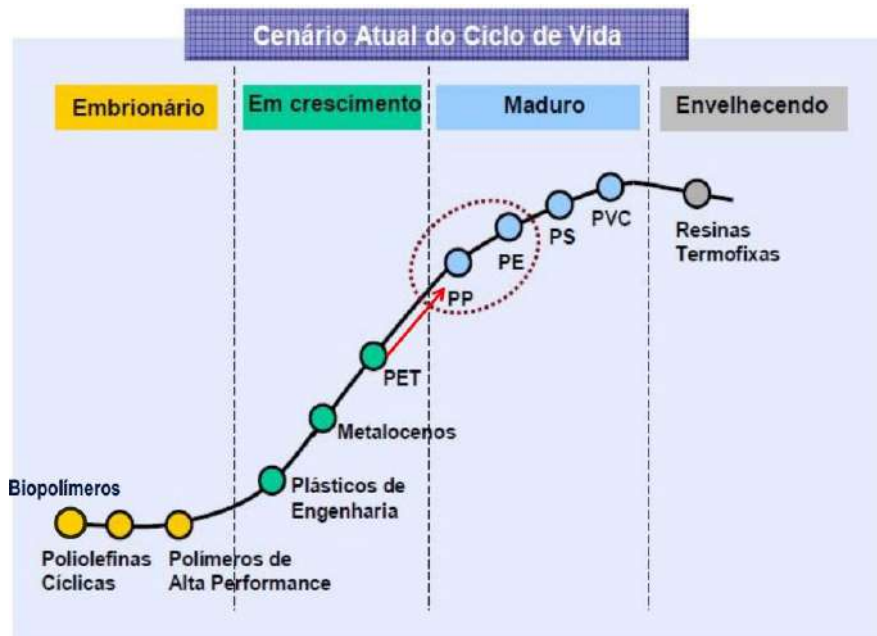 Cenário Atual do Ciclo de Vida
Embrionário
Em crescimento
Maduro
Envelhecendo
PVC
PS
PE
PP
Resinas
Termofixas
PET
Metalocenos
Plásticos de
Engenharia
Biopolímeros
Poliolefinas
Cíclicas
Polímeros de
Alta Performance